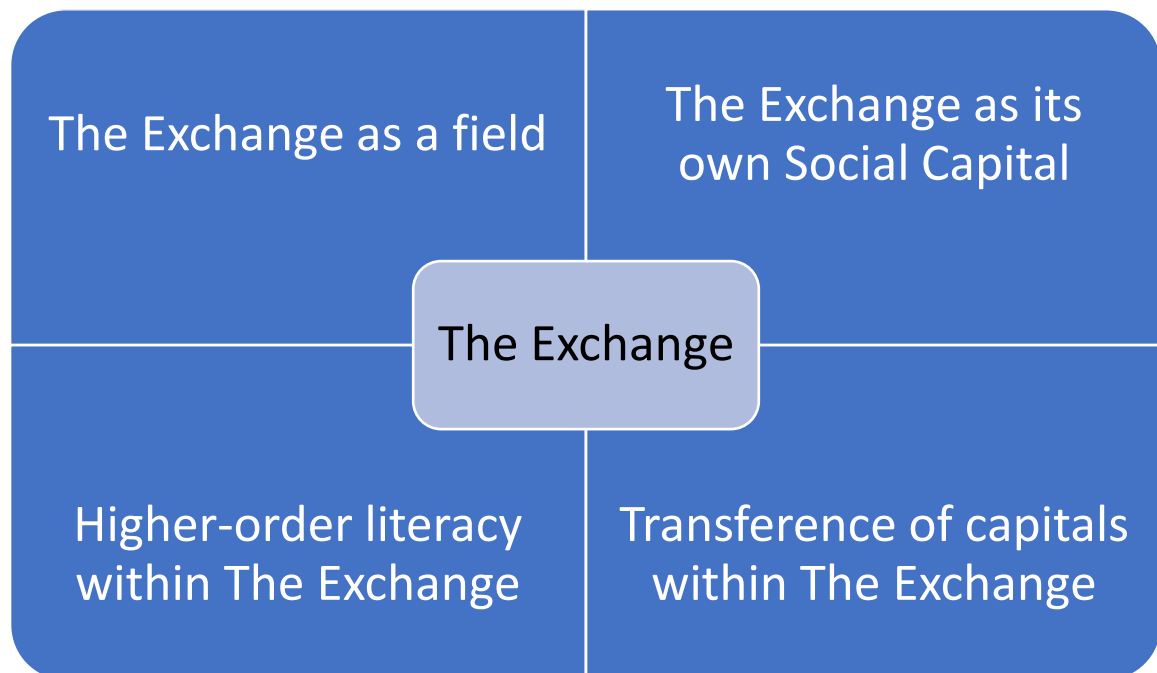 The Exchange as a field
The Exchange as its
own Social Capital
The Exchange
Higher-order literacy
within The Exchange
Transference of capitals
within The Exchange